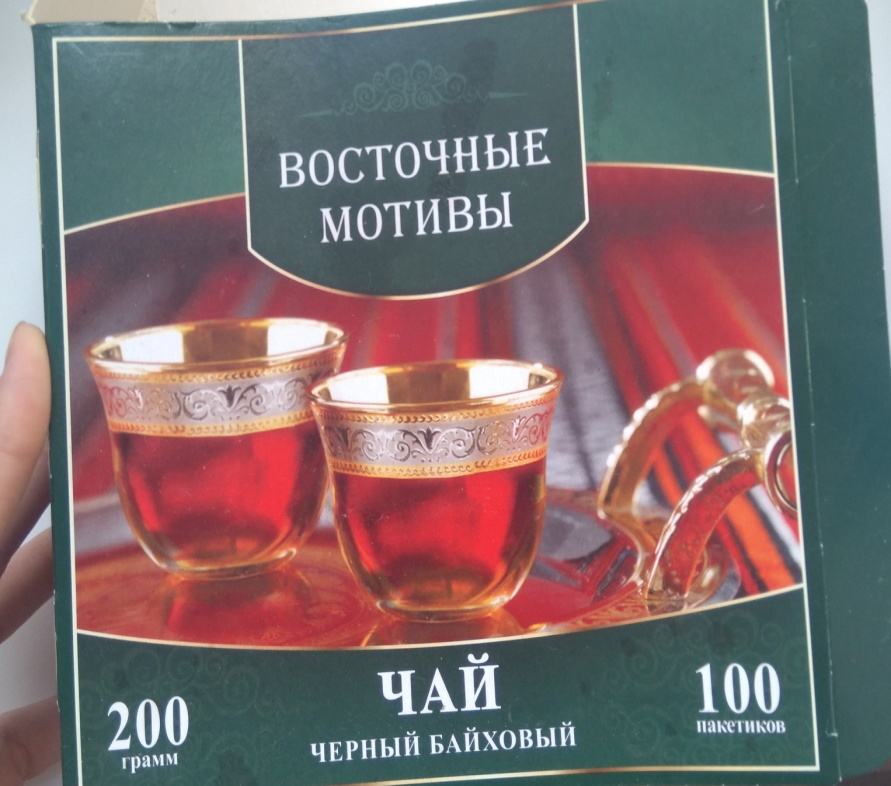 ВОСТОЧНЫЕ
МОТИВЫ
ЧАЙ
ЧЕРНЫЙ БАЙХОВЫЙ
200
грамм
100
пакетиков